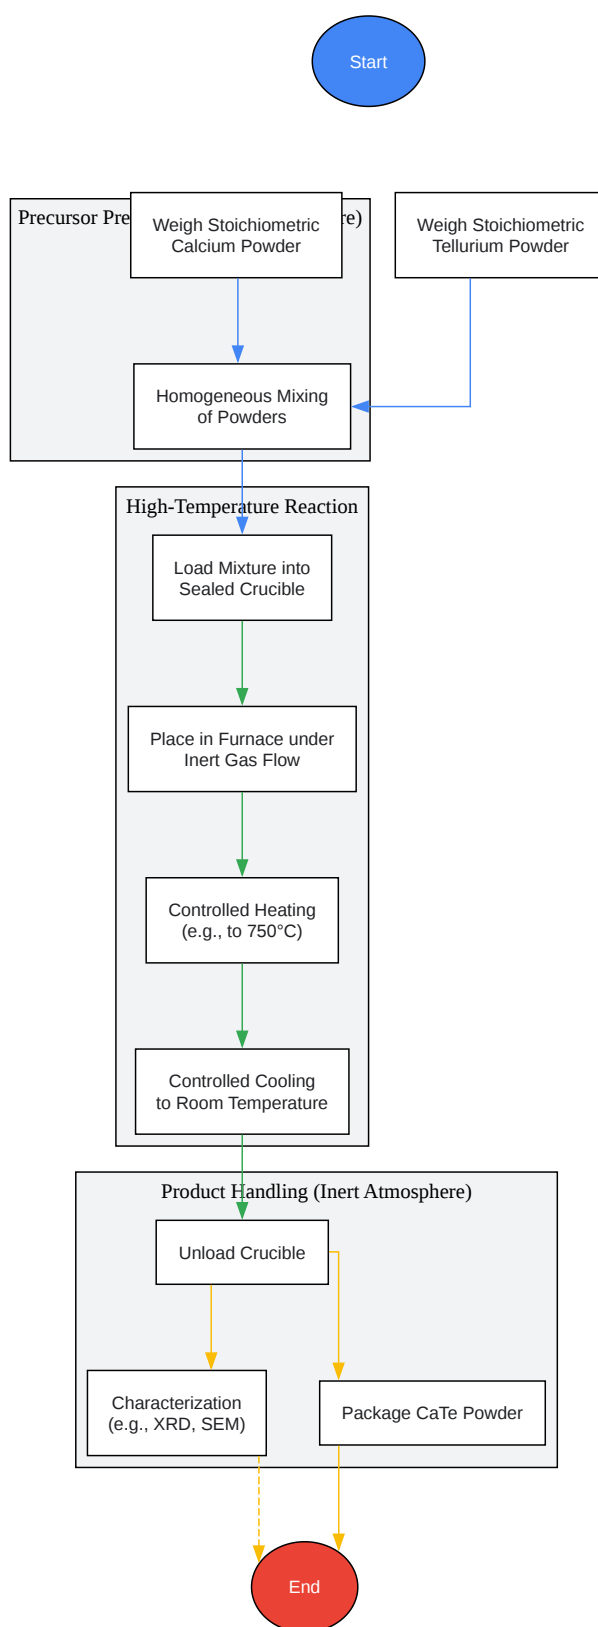 Start
Precursor Pre
re)
Weigh Stoichiometric
Calcium Powder
Weigh Stoichiometric
Tellurium Powder
Homogeneous Mixing
of Powders
High-Temperature Reaction
Load Mixture into
Sealed Crucible
Place in Furnace under
Inert Gas Flow
Controlled Heating
(e.g., to 750°C)
Controlled Cooling
to Room Temperature
Product Handling (Inert Atmosphere)
Unload Crucible
Characterization
(e.g., XRD, SEM)
Package CaTe Powder
End